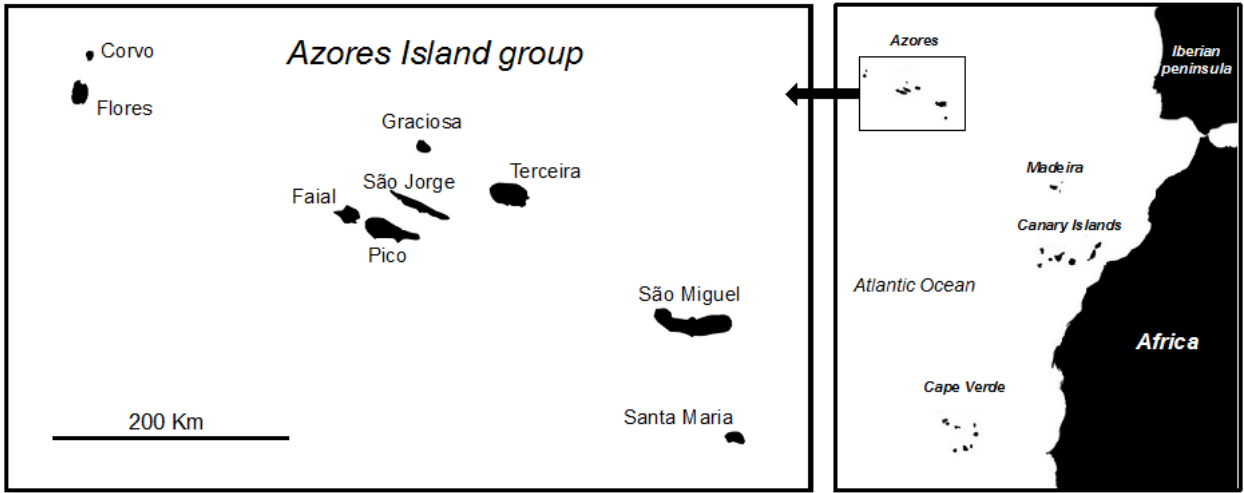 Azores Island group
Corvo
Flores
Graciosa
São Jorge
Terceira
Faial
Pico
São Miguel
Santa Maria
200 Km
Azores
Iberian
peninsula
Madeira
Canary Islands
Atlantic Ocean
Africa
Cape Verde